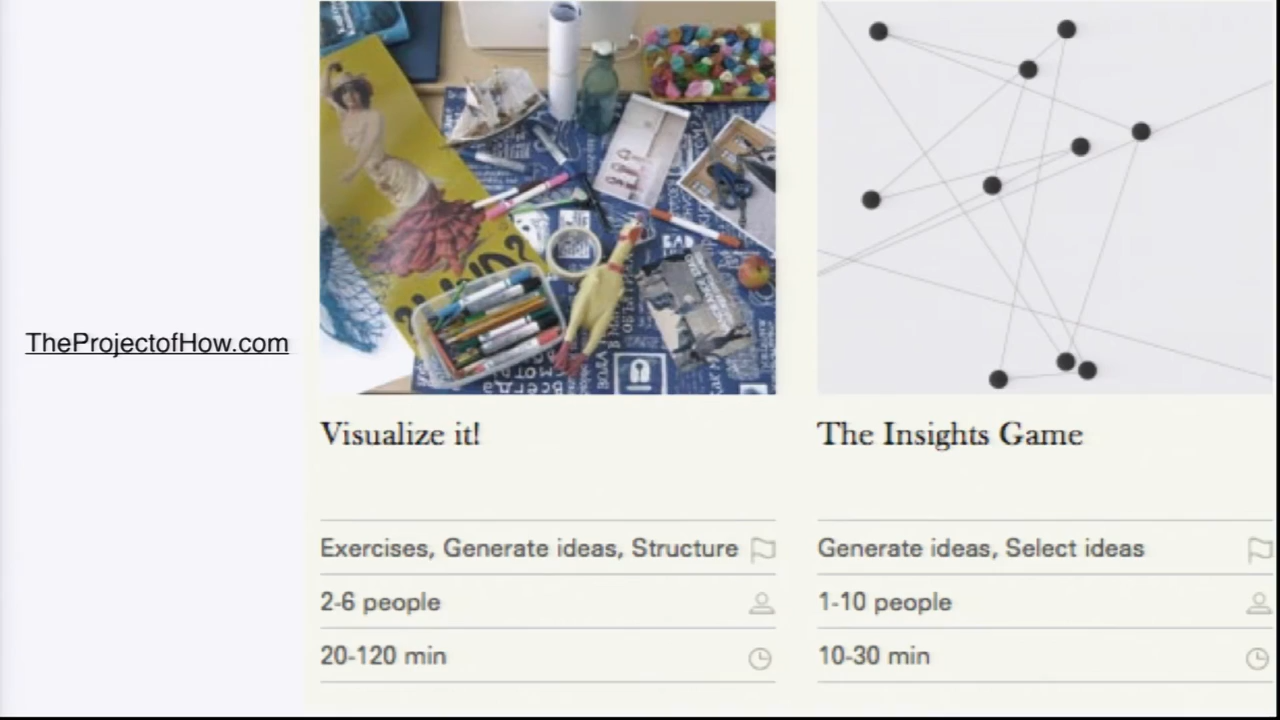 TheProjectofHow.com
Visualize it!
Exercises, Generate ideas, Structure
2-6 people
20-120 min
The Insights Game
Generate ideas, Select ideas
1-10 people
10-30 min